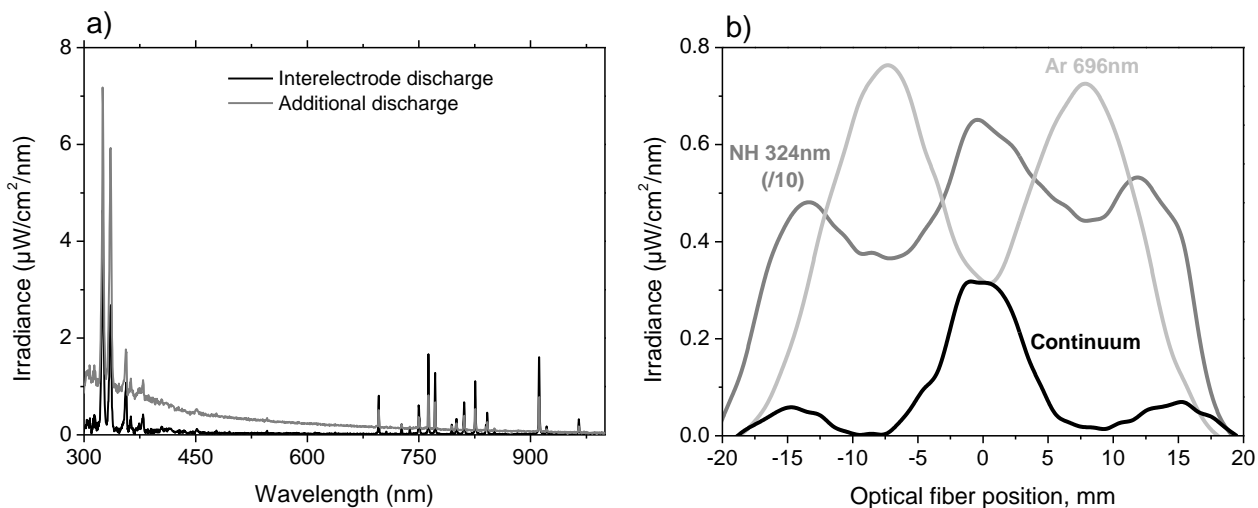 a)
8
6
4
2
0
Irradiance (µW/cm²/nm)
Interelectrode discharge
Additional discharge
300 450 600 750 900
Wavelength (nm)
b)
0.8
0.6
0.4
0.2
0.0
Irradiance (µW/cm²/nm)
Ar 696nm
NH 324nm
(/10)
Continuum
-20 -15 -10 -5 0 5 10 15 20
Optical fiber position, mm